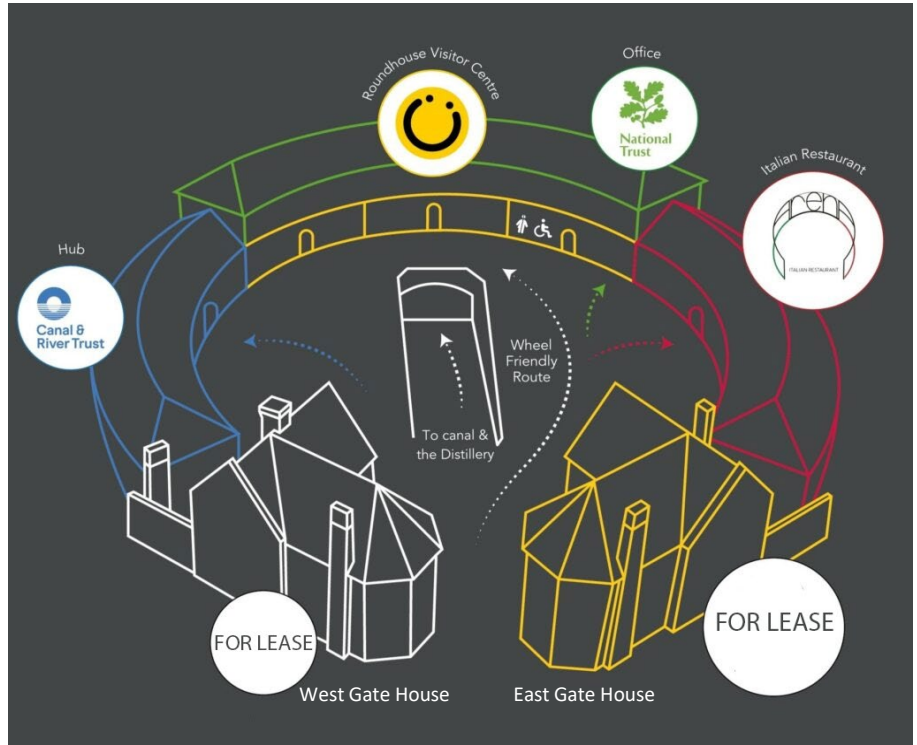 Roundhouse Visitor Centre
Office
National
Trust
Italian Restaurant
ITALIAN RESTAURANT
Hub
Canal &
River Trust
Wheel
Friendly
Route
To canal &
the Distillery
FOR LEASE
FOR LEASE
West Gate House
East Gate House